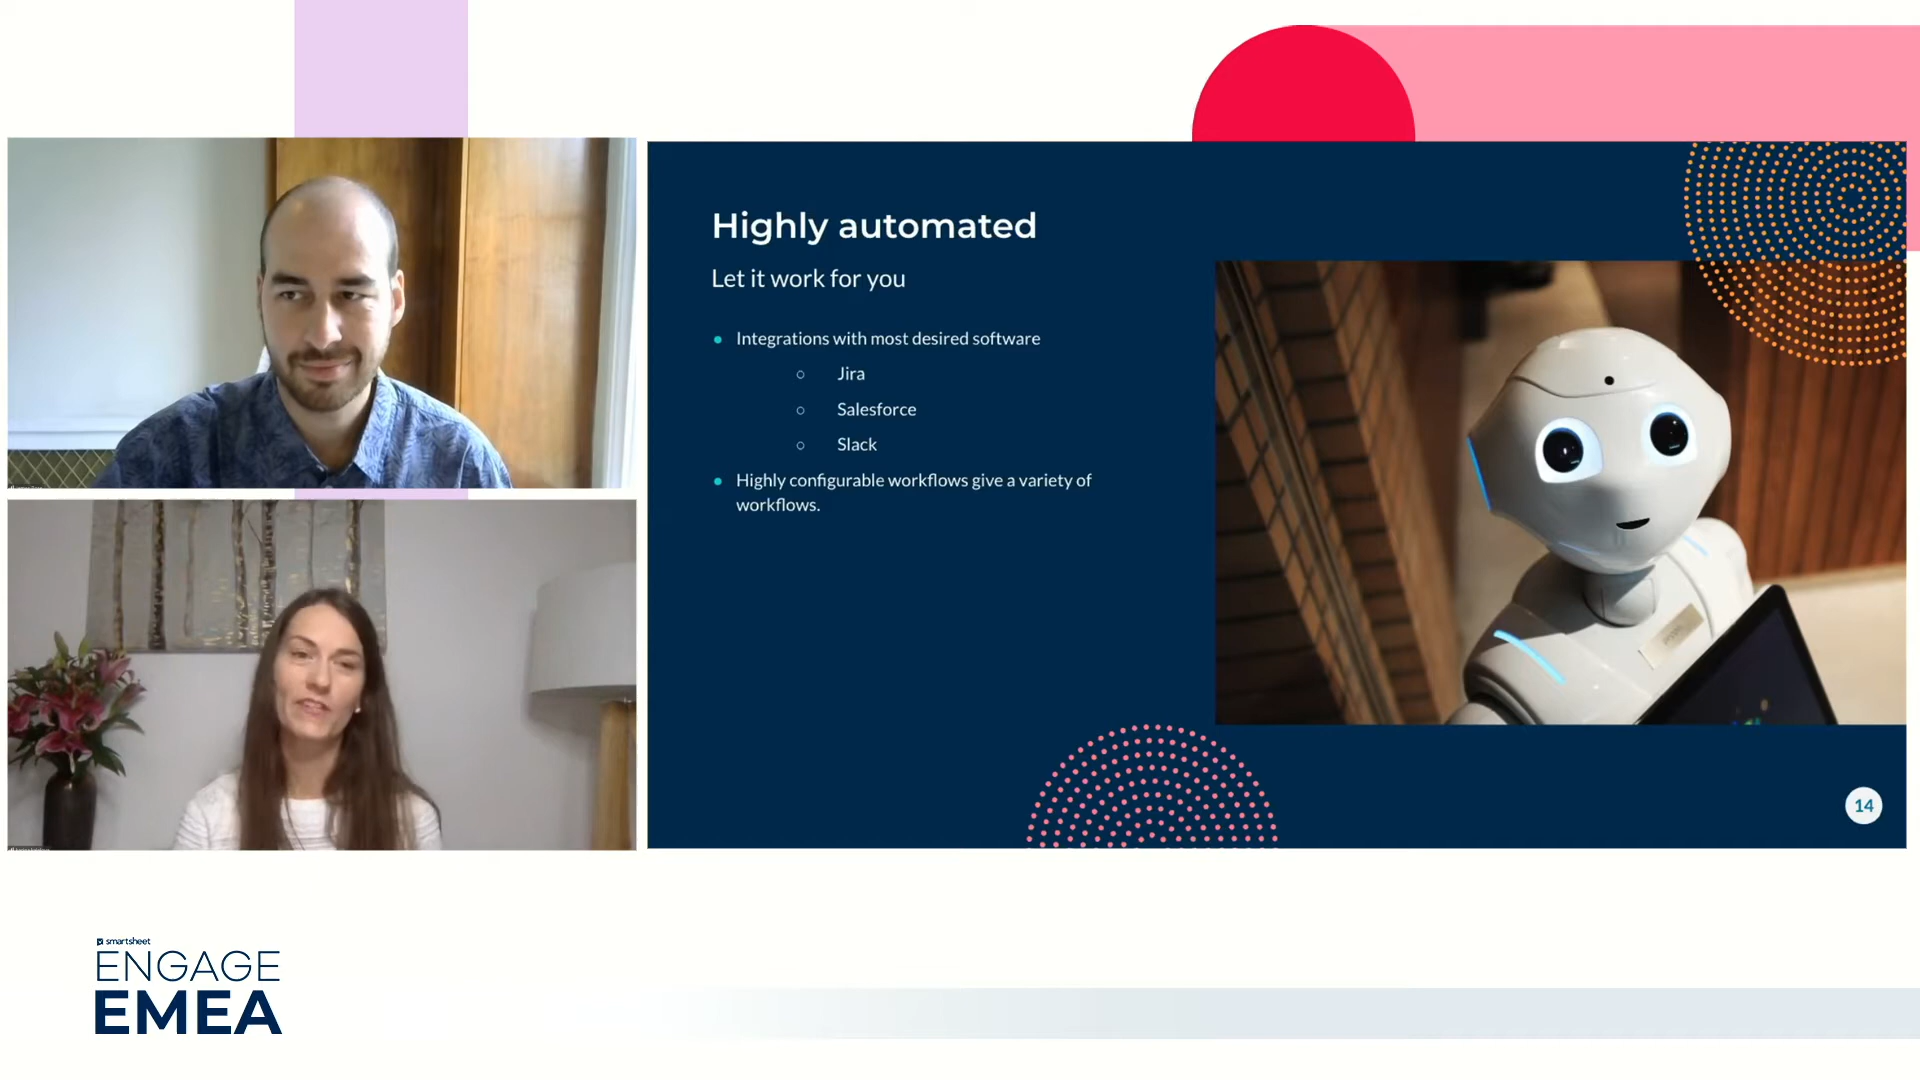 Highly automated
Let it work for you
Integrations with most desired software
Jira
Salesforce
Slack
Highly configurable workflows give a variety of
workflows.
14
smartsheet
ENGAGE
EMEA